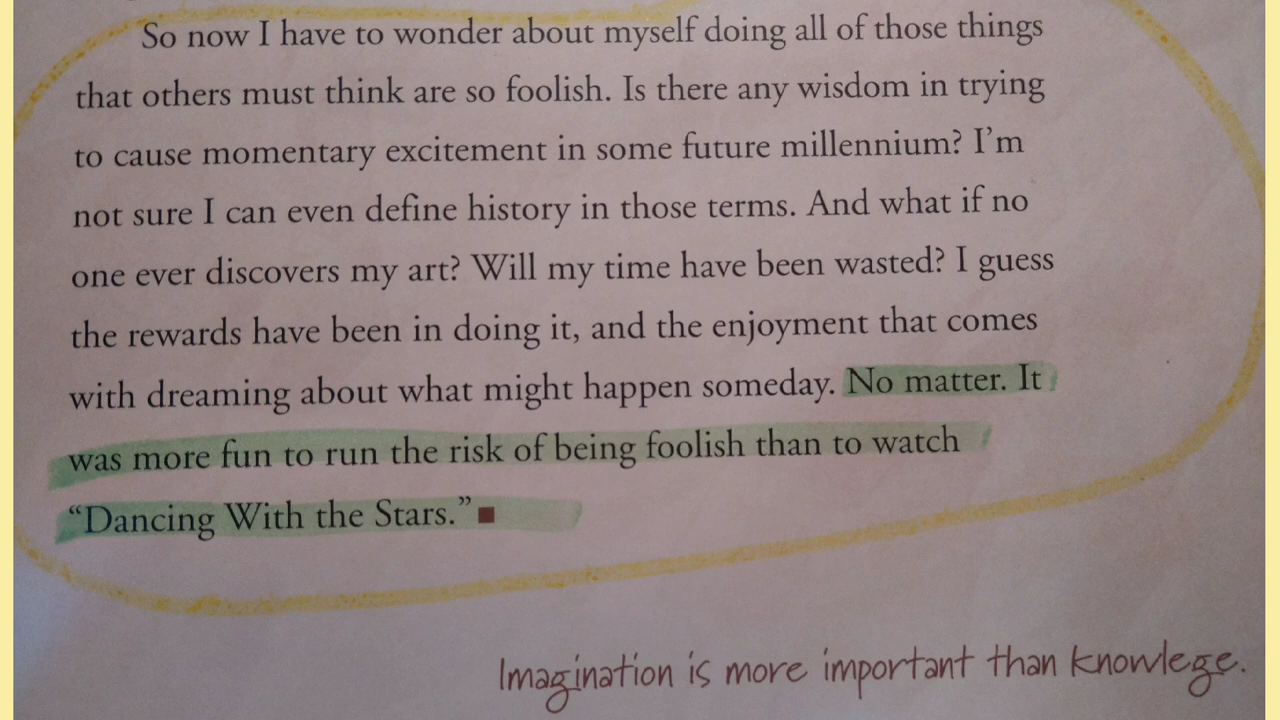 So now I have to wonder about myself doing all of those things
that others must think are so foolish. Is there any wisdom in trying
to cause momentary excitement in some future millennium? I'm
not sure I can even define history in those terms. And what if no
one ever discovers my art? Will my time have been wasted? I guess
the rewards have been in doing it, and the enjoyment that comes
with dreaming about what might happen someday. No matter. It
was more fun to run the risk of being foolish than to watch
“Dancing With the Stars.” ■
Imagination is more important than knowlege.